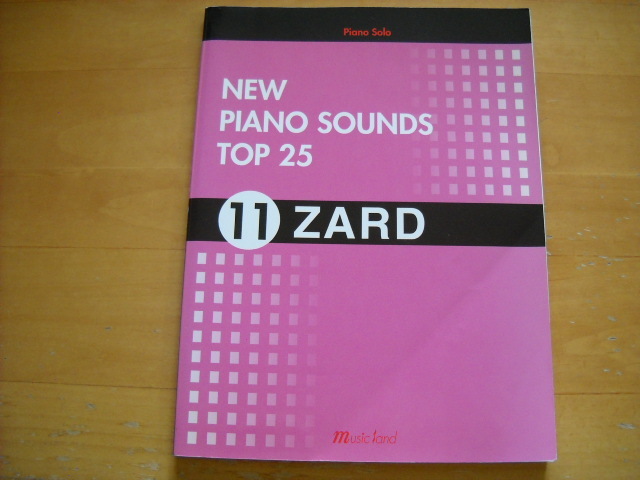 Piano Solo
NEW
PIANO SOUNDS
TOP 25
11 ZARD
music land